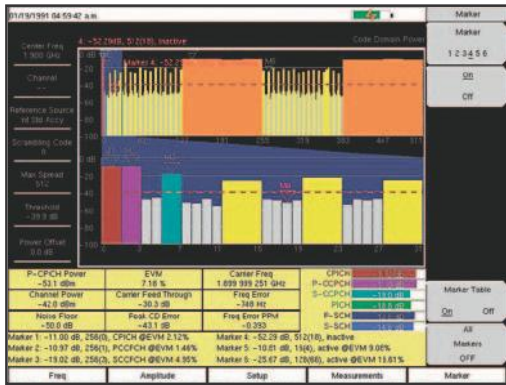 01/19/1991 04:59:42 a.m.
Marker
Marker
1 2 3 4 5 6
On
Off
4: -52.29dB, 512(18), Inactive
Code Domain Power
Center Freq
1.900 GHz
Channel
--
Reference Source
Int Std Accy
Scrambling Code
0
Max Spread
512
Threshold
-39.9 dB
Power Offset
0.0 dB
P-CPICH Power
-53.1 dBm
EVM
7.18 %
Carrier Freq
1.899 999 251 GHz
Channel Power
-42.0 dBm
Carrier Feed Through
-30.3 dB
Freq Error
-748 Hz
Noise Floor
-50.0 dB
Peak CD Error
-43.1 dB
Freq Error PPM
-0.393
CPICH
P-CCPCH
S-CCPCH
PICH
P-SCH
S-SCH
Marker 1: -11.00 dB, 256(0), CPICH @EVM 2.12%
Marker 4: -52.29 dB, 512(18), inactive
Marker 2: -10.97 dB, 256(1), PCCPCH @EVM 1.46%
Marker 5: -10.81 dB, 16(4), active @EVM 9.06%
Marker 3: -19.02 dB, 256(3), SCCPCH @EVM 4.95%
Marker 6: -25.67 dB, 128(66), active @EVM 15.61%
Marker Table
On Off
All
Markers
OFF
Freq
Amplitude
Setup
Measurements
Marker